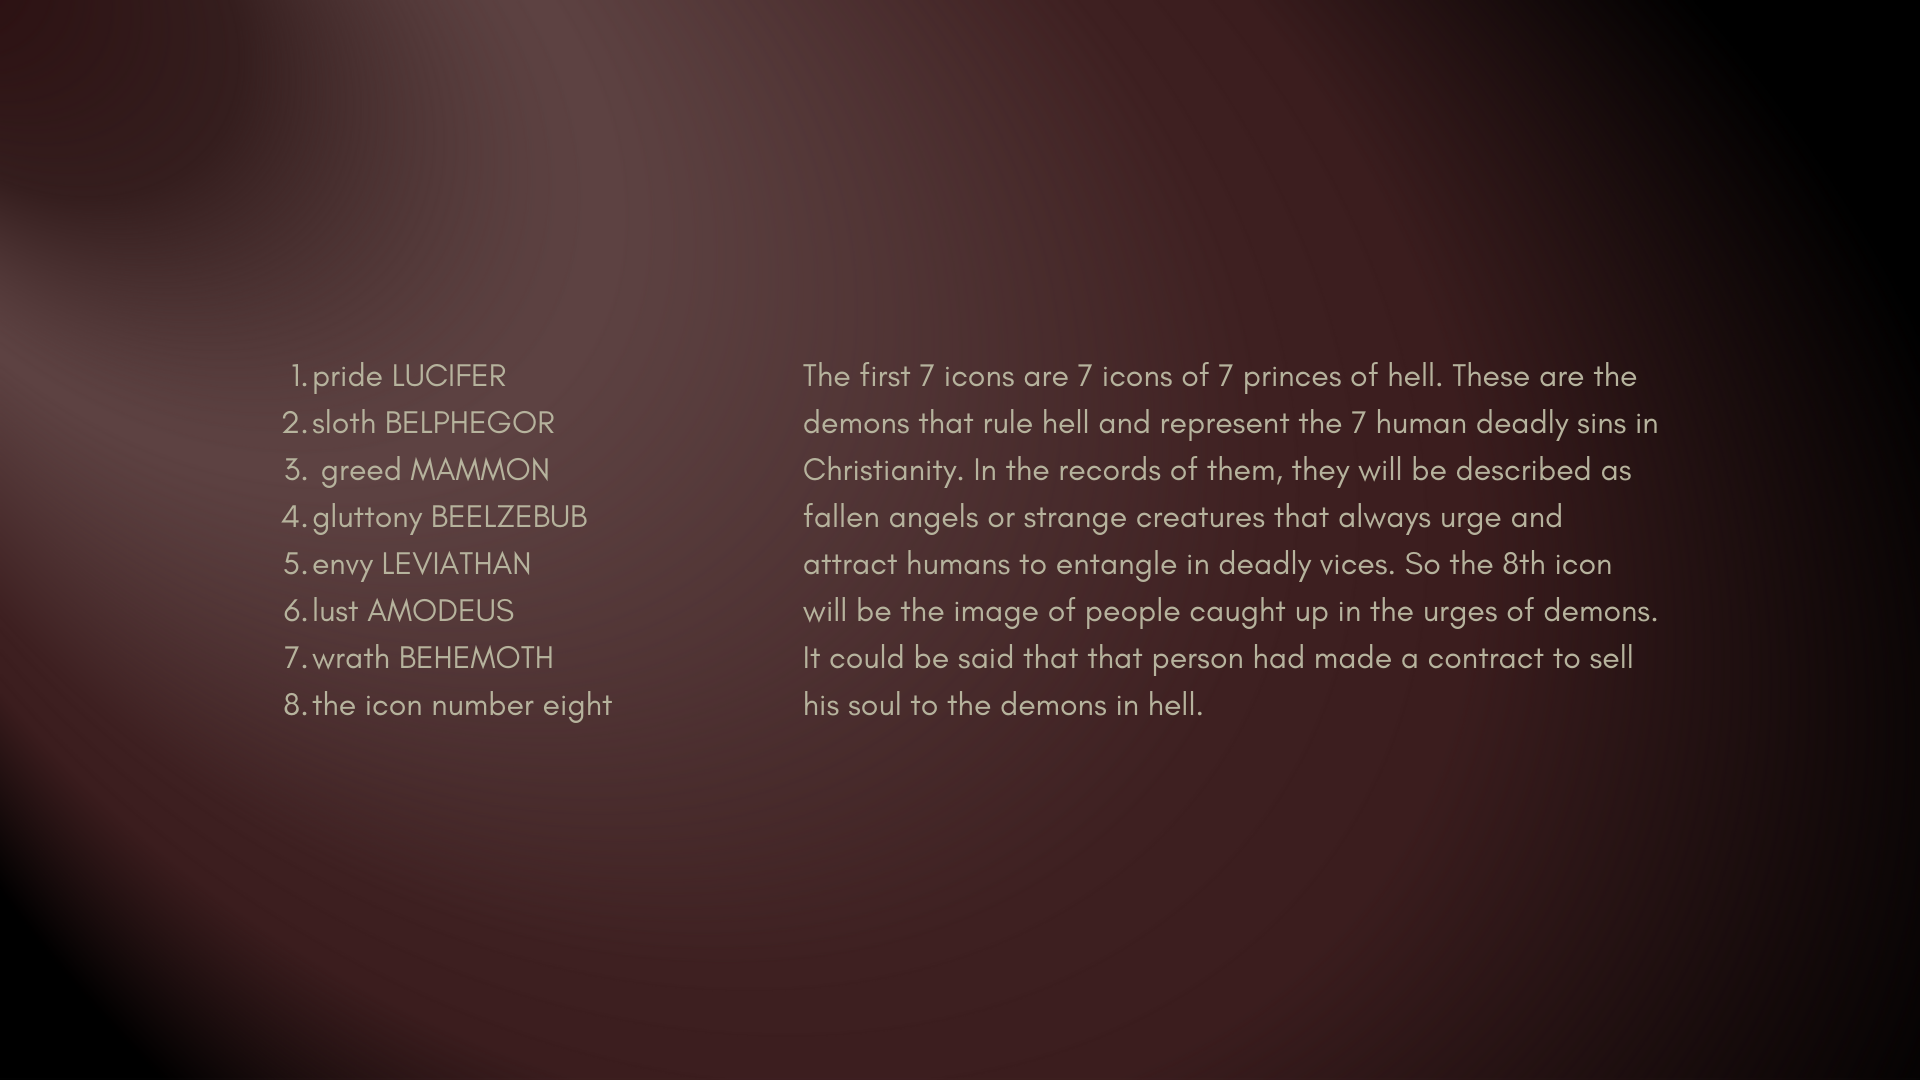 1. pride LUCIFER
2. sloth BELPHEGOR
3. greed MAMMON
4. gluttony BEELZEBUB
5. envy LEVIATHAN
6. lust AMODEUS
7. wrath BEHEMOTH
8. the icon number eight
The first 7 icons are 7 icons of 7 princes of hell. These are the
demons that rule hell and represent the 7 human deadly sins in
Christianity. In the records of them, they will be described as
fallen angels or strange creatures that always urge and
attract humans to entangle in deadly vices. So the 8th icon
will be the image of people caught up in the urges of demons.
It could be said that that person had made a contract to sell
his soul to the demons in hell.